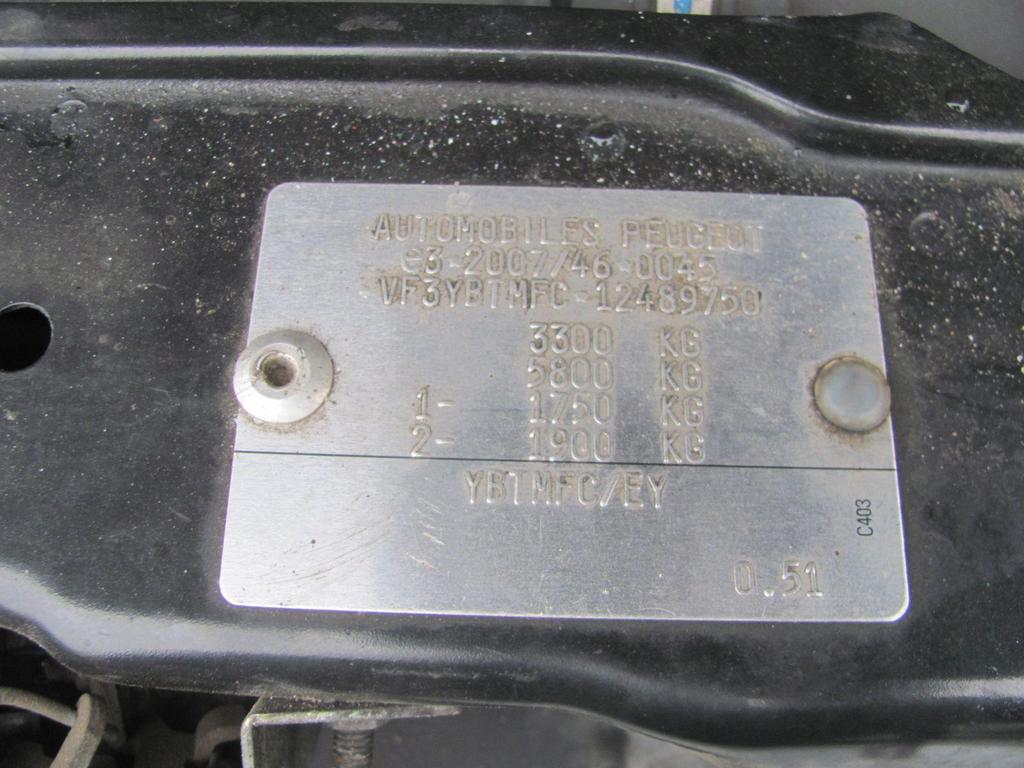 AUTOMOBILES PEUGEOT
e3-2007/46-0045
VF3YBTMFC-12489750
3300 KG
5800 KG
1- 1750 KG
2- 1900 KG
YBTMFC/EY
C403
0.51